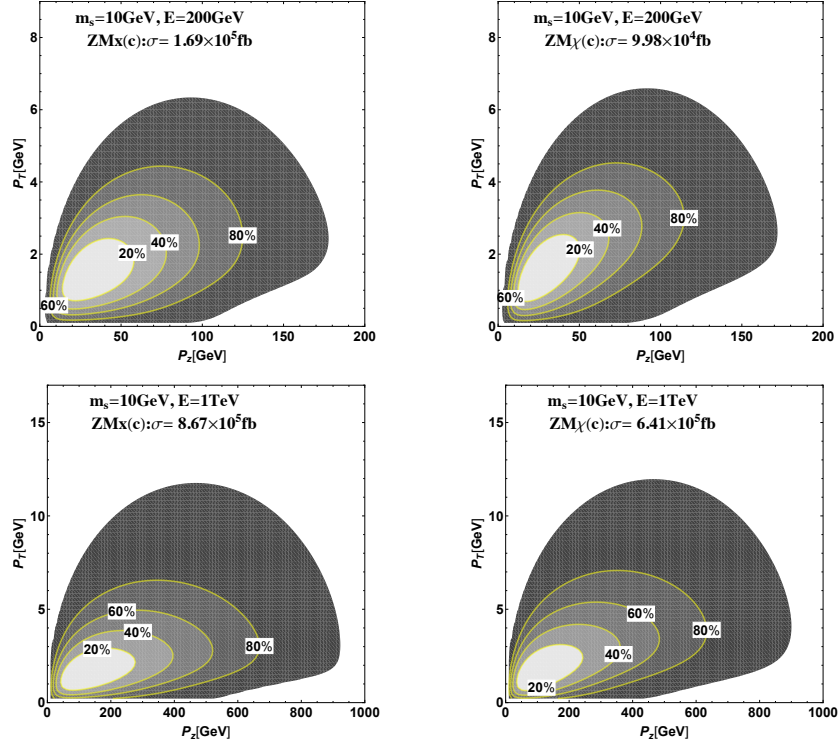 m_s=10GeV, E=200GeV
ZMx(c):σ= 1.69×10^5fb
P_T[GeV]
8
6
4
2
0
20%
40%
80%
60%
0 50 100 150 200
P_z[GeV]
m_s=10GeV, E=200GeV
ZMχ(c):σ= 9.98×10^4fb
P_T[GeV]
8
6
4
2
0
80%
40%
20%
60%
0 50 100 150 200
P_z[GeV]
m_s=10GeV, E=1TeV
ZMx(c):σ= 8.67×10^5fb
P_T[GeV]
15
10
5
0
60%
40%
20%
80%
0 200 400 600 800 1000
P_z[GeV]
m_s=10GeV, E=1TeV
ZMχ(c):σ= 6.41×10^5fb
P_T[GeV]
15
10
5
0
60%
80%
40%
20%
0 200 400 600 800 1000
P_z[GeV]